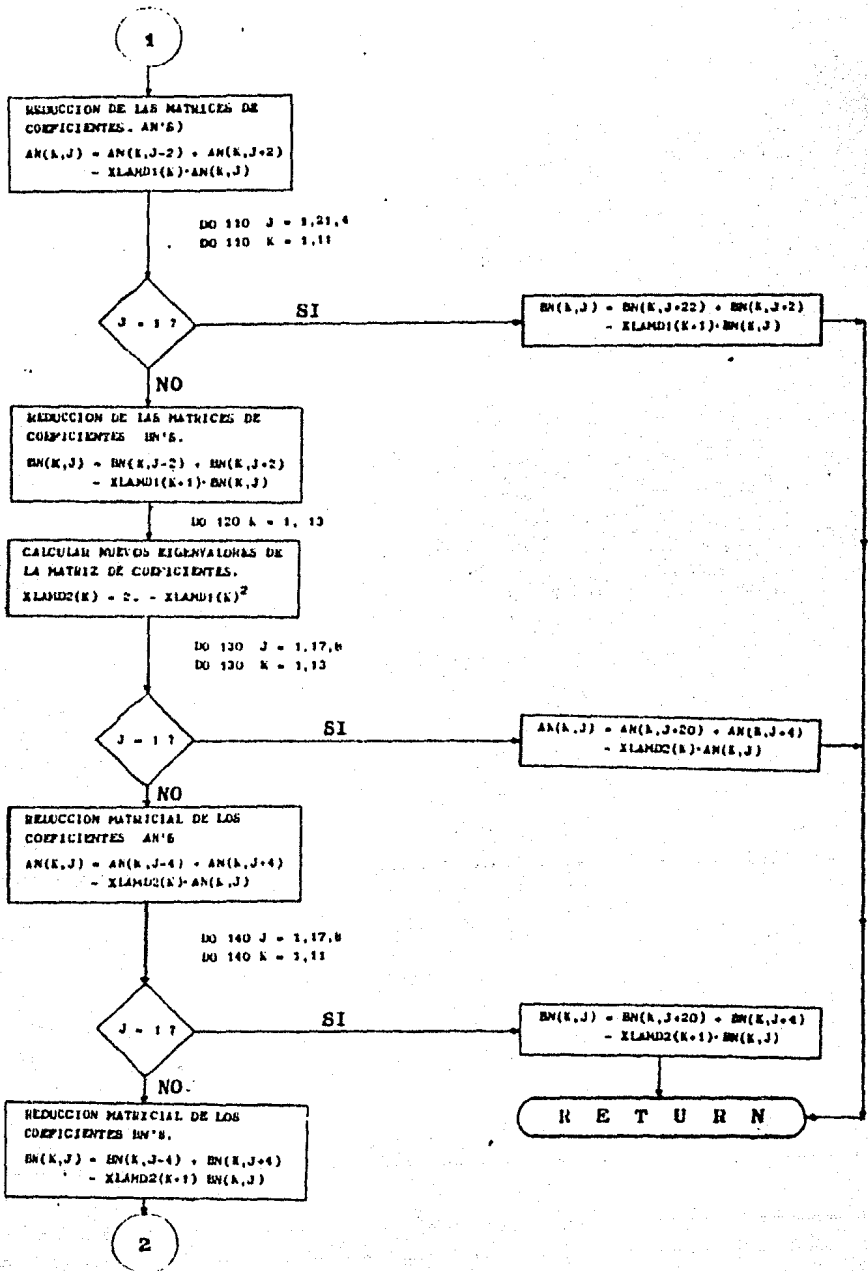 1
REDUCCION DE LAS MATRICES DE
COEFICIENTES. AN'S)
AN(K,J) = AN(K,J-2) + AN(K,J+2)
- XLAMD1(K)·AN(K,J)
DO 110 J = 1,21,4
DO 110 K = 1,11
J = 1 ?
SI
BN(K,J) = BN(K,J+22) + BN(K,J+2)
- XLAMD1(K+1)·BN(K,J)
NO
REDUCCION DE LAS MATRICES DE
COEFICIENTES BN'S.
BN(K,J) = BN(K,J-2) + BN(K,J+2)
- XLAMD1(K+1)·BN(K,J)
DO 120 K = 1, 13
CALCULAR NUEVOS EIGENVALORES DE
LA MATRIZ DE COEFICIENTES.
XLAMD2(K) = 2. - XLAMD1(K)²
DO 130 J = 1,17,8
DO 130 K = 1,13
J = 1 ?
SI
AN(K,J) = AN(K,J+20) + AN(K,J+4)
- XLAMD2(K)·AN(K,J)
NO
REDUCCION MATRICIAL DE LOS
COEFICIENTES AN'S
AN(K,J) = AN(K,J-4) + AN(K,J+4)
- XLAMD2(K)·AN(K,J)
DO 140 J = 1,17,8
DO 140 K = 1,11
J = 1 ?
SI
BN(K,J) = BN(K,J+20) + BN(K,J+4)
- XLAMD2(K+1)·BN(K,J)
NO.
RETURN
REDUCCION MATRICIAL DE LOS
COEFICIENTES BN'S.
BN(K,J) = BN(K,J-4) + BN(K,J+4)
- XLAMD2(K+1) BN(K,J)
2